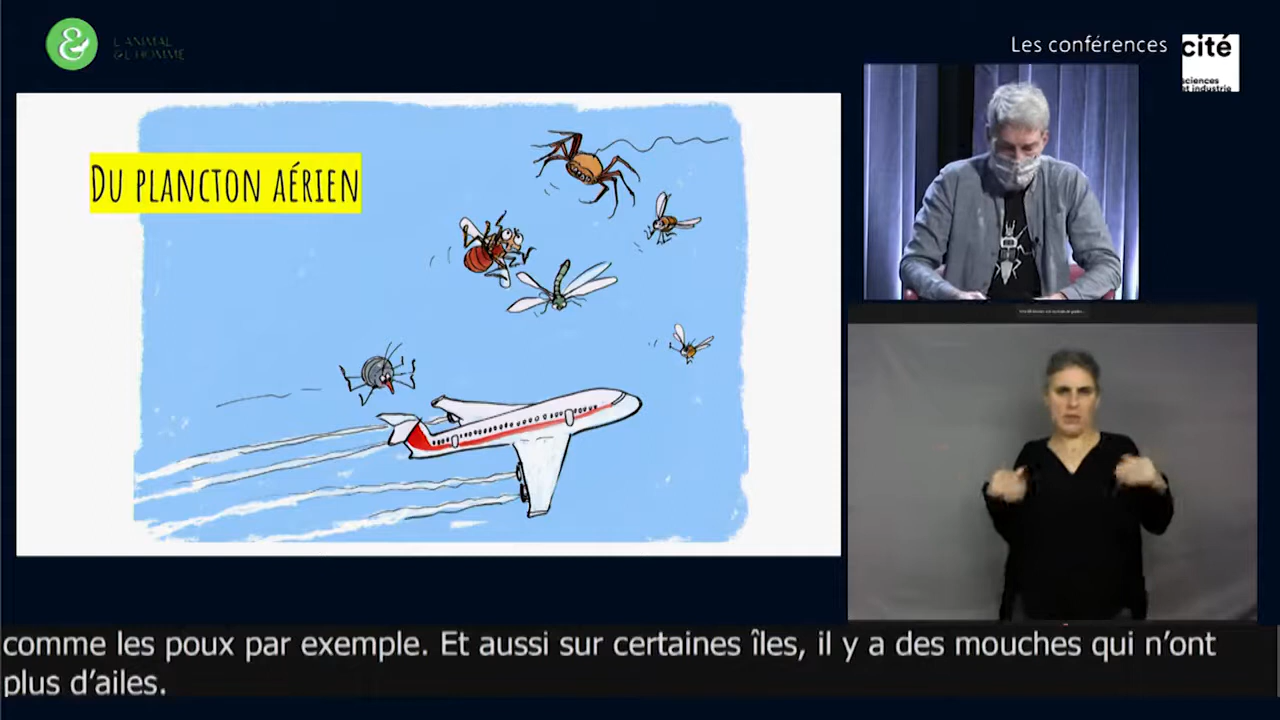 &
L'ANIMAL
& L'HOMME
Les conférences
cité
sciences
et industrie
DU PLANCTON AÉRIEN
comme les poux par exemple. Et aussi sur certaines îles, il y a des mouches qui n'ont
plus d'ailes.